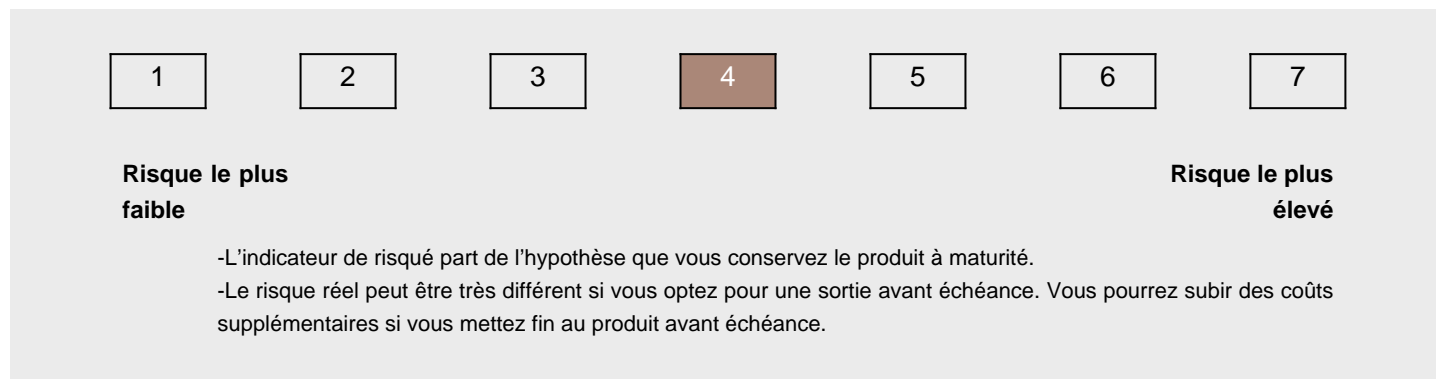 1 2 3 4 5 6 7
Risque le plus Risque le plus
faible élevé
-L'indicateur de risqué part de l'hypothèse que vous conservez le produit à maturité.
-Le risque réel peut être très différent si vous optez pour une sortie avant échéance. Vous pourrez subir des coûts
supplémentaires si vous mettez fin au produit avant échéance.